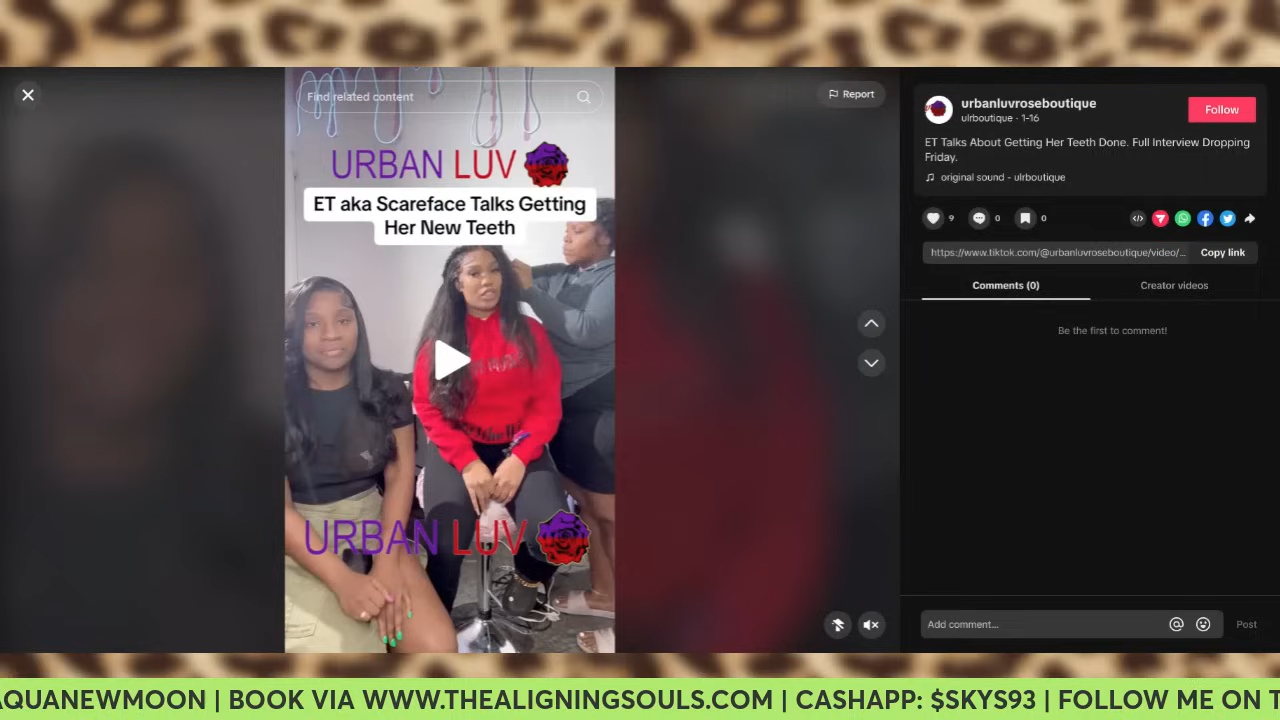 Find related content
Report
URBAN LUV
ET aka Scareface Talks Getting
Her New Teeth
URBAN LUV
urbanluvroseboutique
ulrboutique · 1-16
Follow
ET Talks About Getting Her Teeth Done. Full Interview Dropping
Friday.
original sound - ulrboutique
9
0
0
https://www.tiktok.com/@urbanluvroseboutique/video/...
Copy link
Comments (0)
Creator videos
Be the first to comment!
Add comment...
Post
AQUANEWMOON | BOOK VIA WWW.THEALIGNINGSOULS.COM | CASHAPP: $SKYS93 | FOLLOW ME ON T